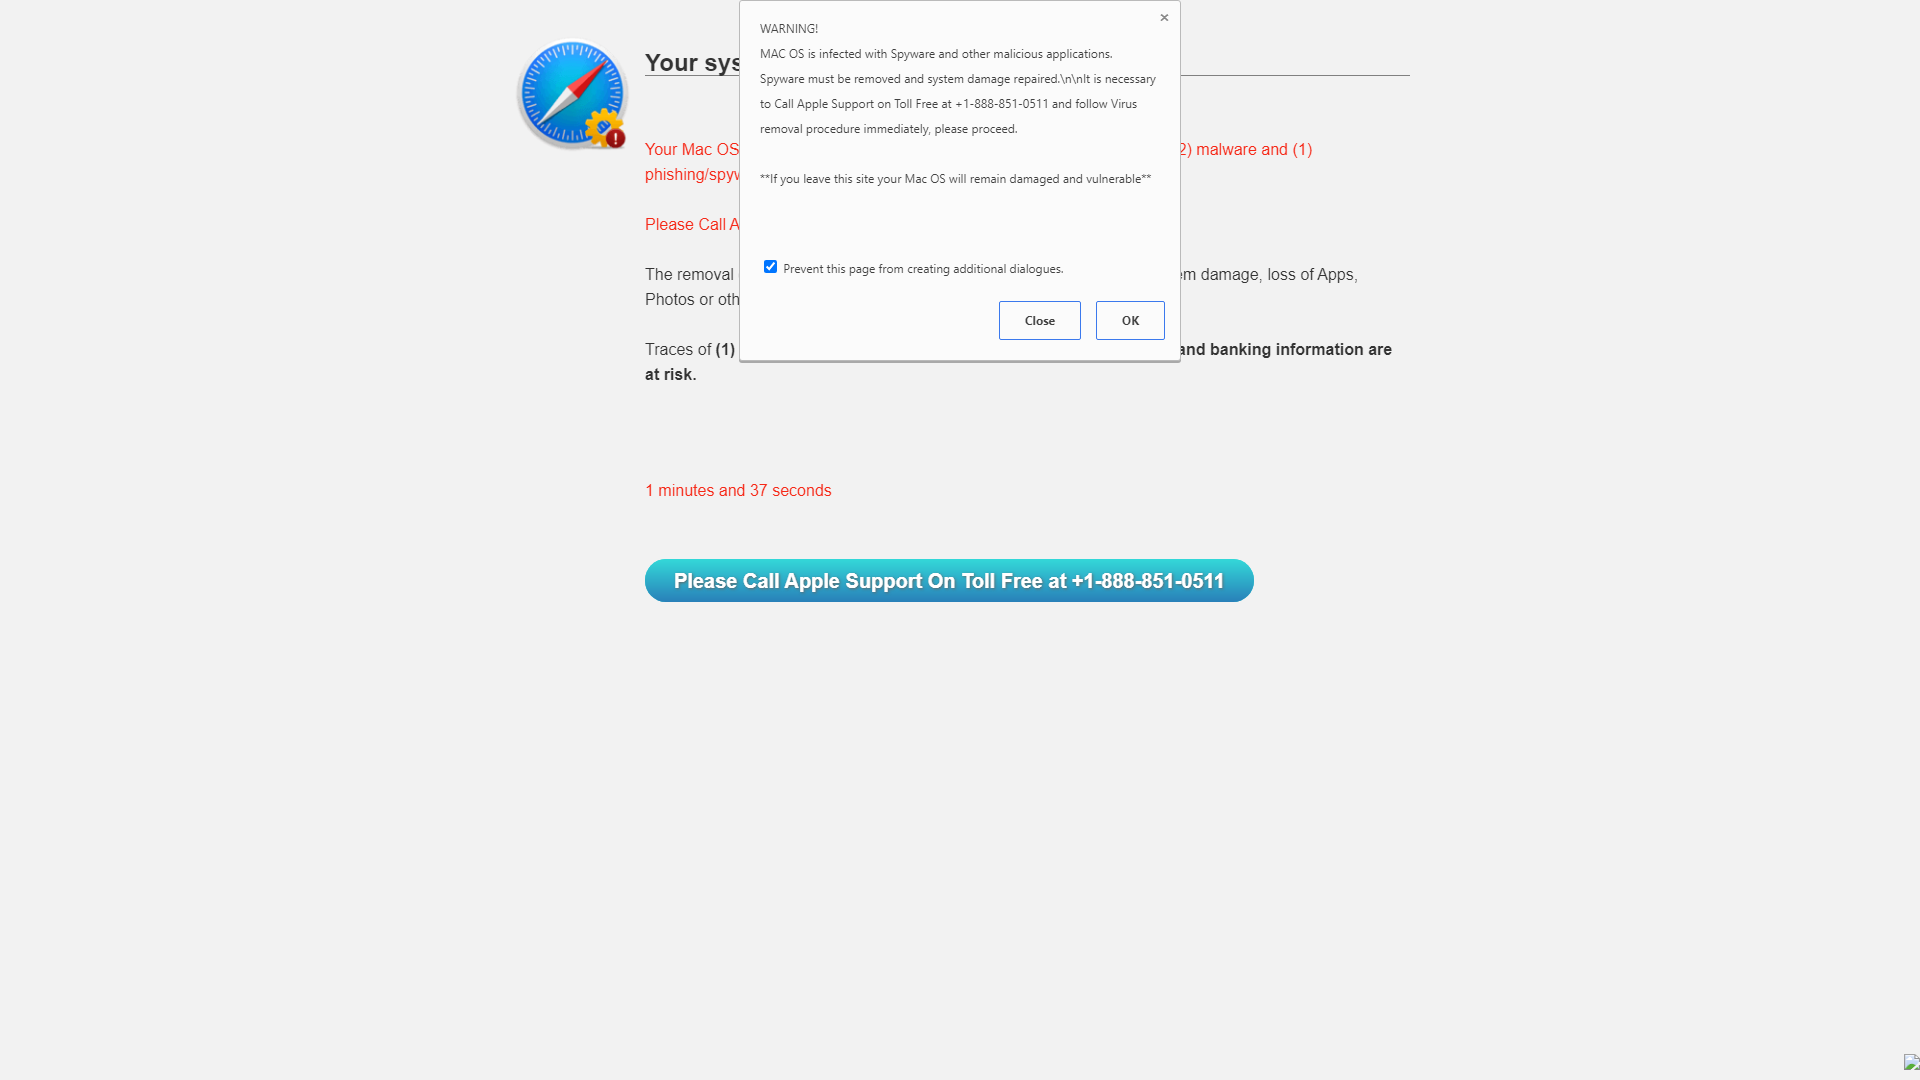 WARNING!
MAC OS is infected with Spyware and other malicious applications.
Spyware must be removed and system damage repaired.\n\nIt is necessary
to Call Apple Support on Toll Free at +1-888-851-0511 and follow Virus
removal procedure immediately, please proceed.
**If you leave this site your Mac OS will remain damaged and vulnerable**
Prevent this page from creating additional dialogues.
Close OK
Your
Your Mac OS 2) malware and (1)
Please Call
The removal damage, loss of Apps,
Photos or
Traces of (1) and banking information are
at risk.
1 minutes and 37 seconds
Please Call Apple Support On Toll Free at +1-888-851-0511